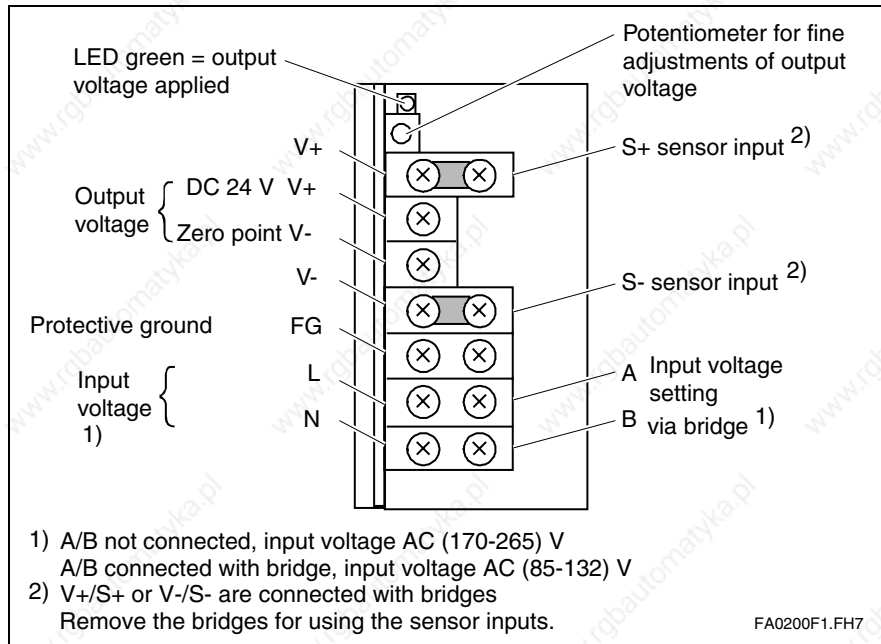 LED green = output
voltage applied
Potentiometer for fine
adjustments of output
voltage
V+
S+ sensor input 2)
Output
voltage
DC 24 V V+
Zero point V-
V-
S- sensor input 2)
Protective ground
FG
Input
voltage
1)
L
N
A
B
Input voltage
setting
via bridge 1)
1) A/B not connected, input voltage AC (170-265) V
A/B connected with bridge, input voltage AC (85-132) V
2) V+/S+ or V-/S- are connected with bridges
Remove the bridges for using the sensor inputs.
FA0200F1.FH7
www.rgbautomatyka.pl